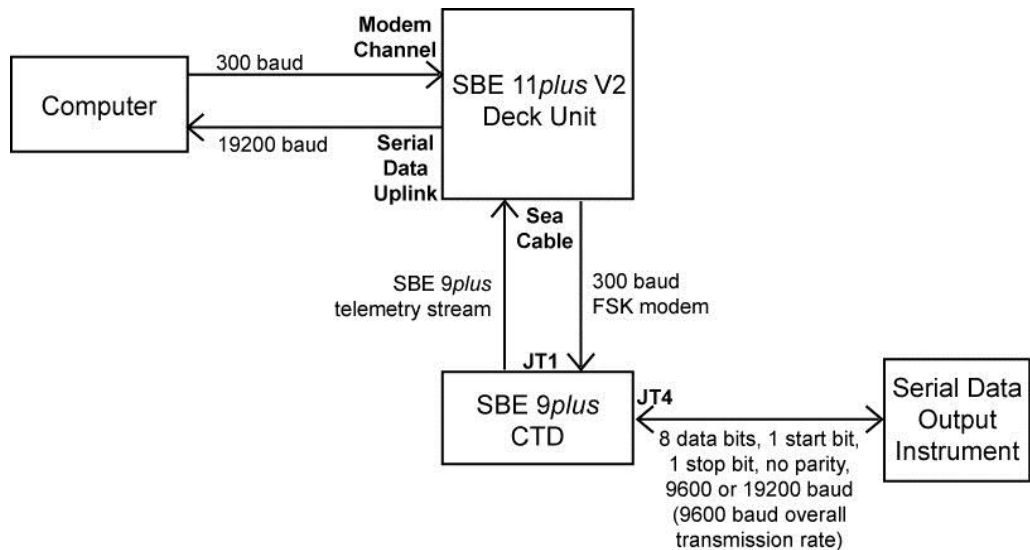 Modem
Channel
300 baud
Computer
SBE 11plus V2
Deck Unit
19200 baud
Serial
Data
Uplink
Sea
Cable
SBE 9plus
telemetry stream
300 baud
FSK modem
JT1
JT4
SBE 9plus
CTD
Serial Data
Output
Instrument
8 data bits, 1 start bit,
1 stop bit, no parity,
9600 or 19200 baud
(9600 baud overall
transmission rate)